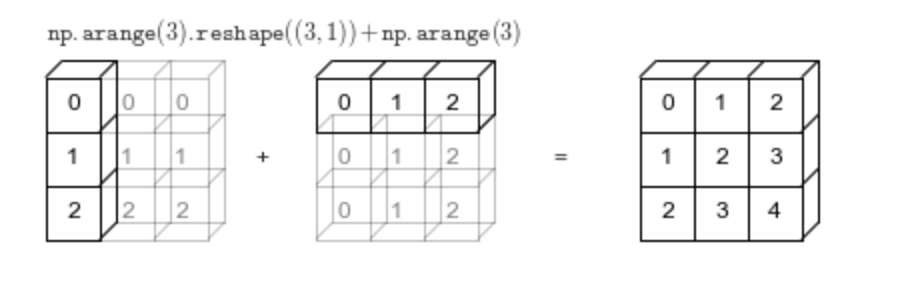 np.arange(3).reshape((3,1))+np.arange(3)
0 0 0 0 1 2 0 1 2
1 1 1 + 0 1 2 = 1 2 3
2 2 2 0 1 2 2 3 4